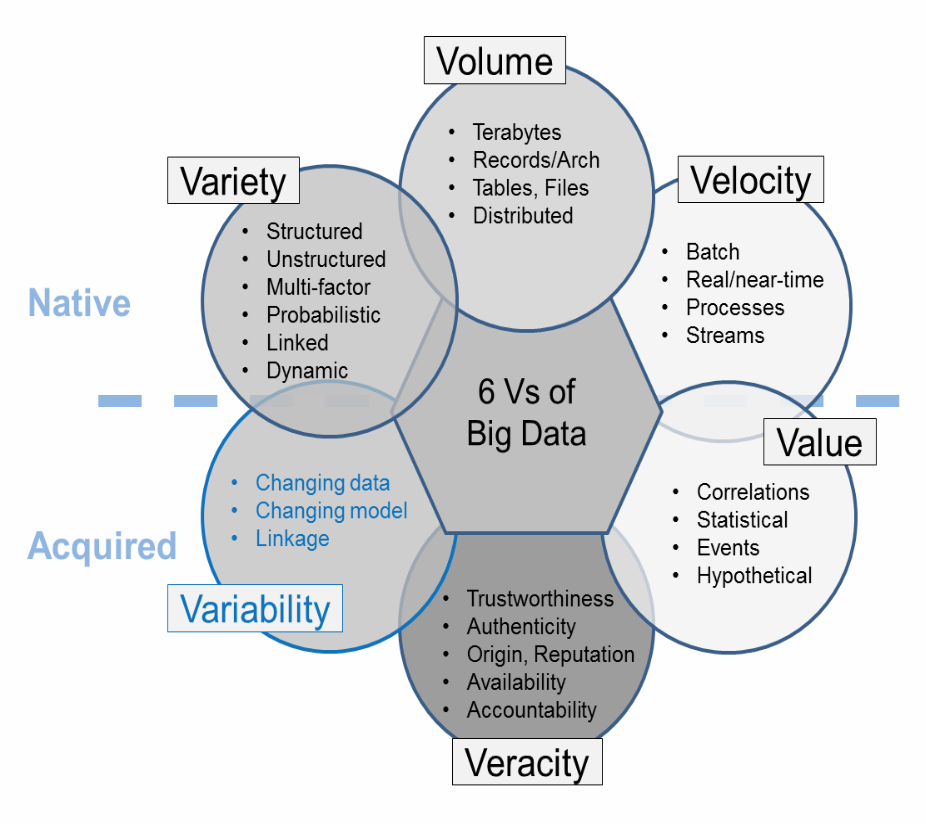 Volume
• Terabytes
• Records/Arch
• Tables, Files
• Distributed
Variety
• Structured
• Unstructured
• Multi-factor
• Probabilistic
• Linked
• Dynamic
Velocity
• Batch
• Real/near-time
• Processes
• Streams
Native
6 Vs of
Big Data
Acquired
• Changing data
• Changing model
• Linkage
Variability
Value
• Correlations
• Statistical
• Events
• Hypothetical
• Trustworthiness
• Authenticity
• Origin, Reputation
• Availability
• Accountability
Veracity